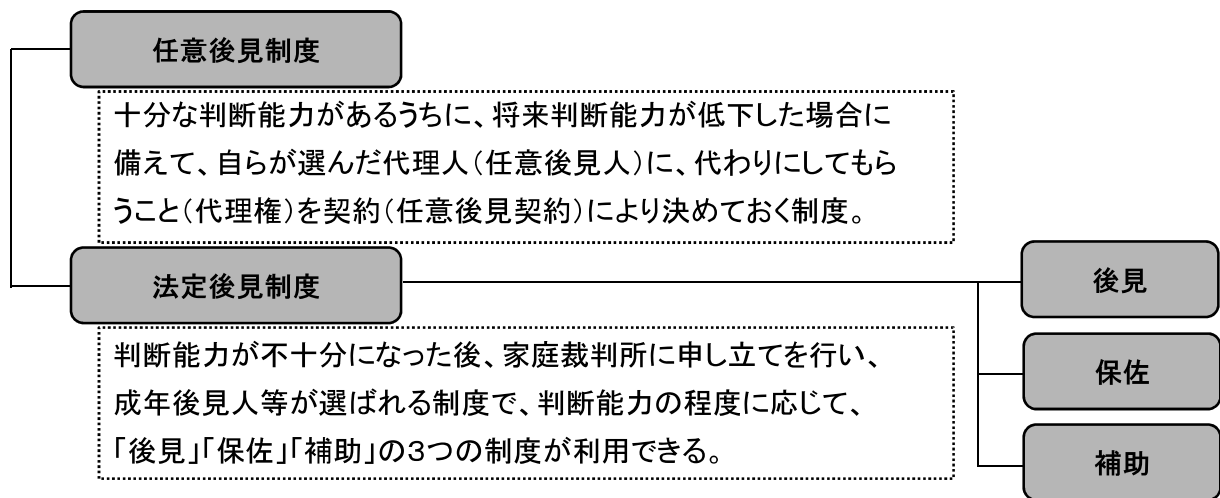 任意後見制度
十分な判断能力があるうちに、将来判断能力が低下した場合に
備えて、自らが選んだ代理人(任意後見人)に、代わりにしてもら
うこと(代理権)を契約(任意後見契約)により決めておく制度。
法定後見制度
判断能力が不十分になった後、家庭裁判所に申し立てを行い、
成年後見人等が選ばれる制度で、判断能力の程度に応じて、
「後見」「保佐」「補助」の3つの制度が利用できる。
後見
保佐
補助